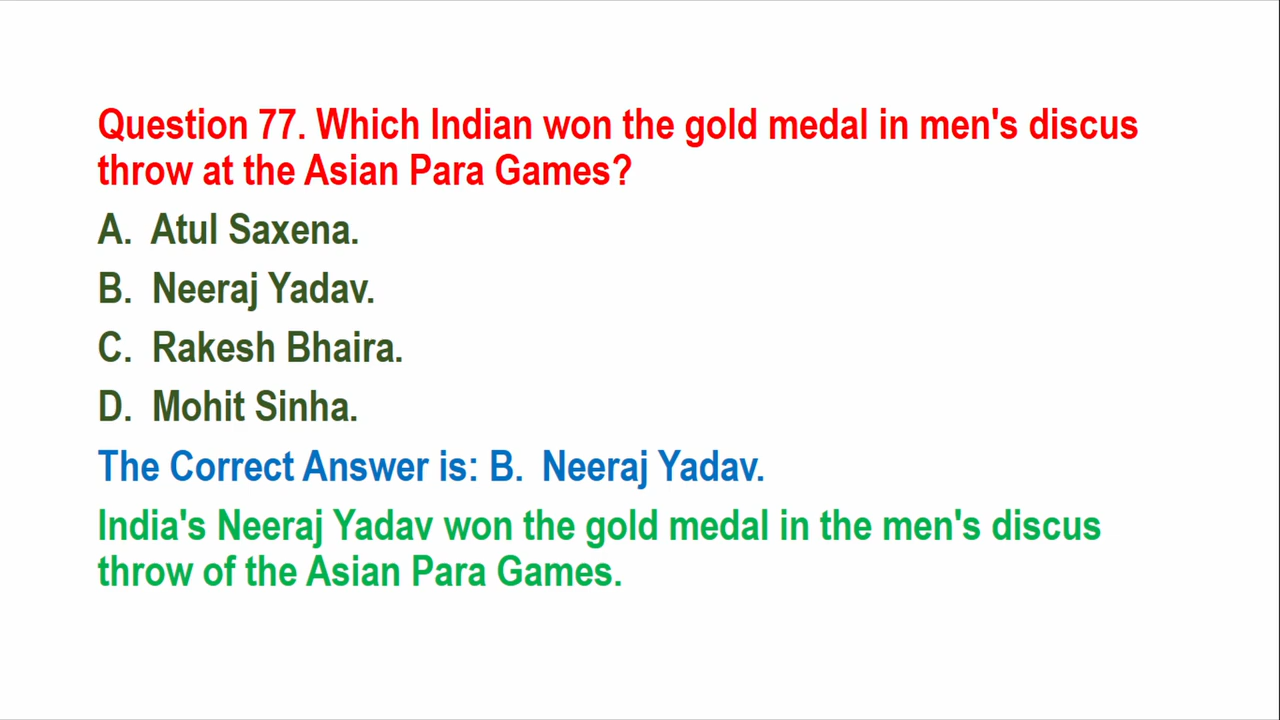 Question 77. Which Indian won the gold medal in men's discus
throw at the Asian Para Games?
A. Atul Saxena.
B. Neeraj Yadav.
C. Rakesh Bhaira.
D. Mohit Sinha.
The Correct Answer is: B. Neeraj Yadav.
India's Neeraj Yadav won the gold medal in the men's discus
throw of the Asian Para Games.